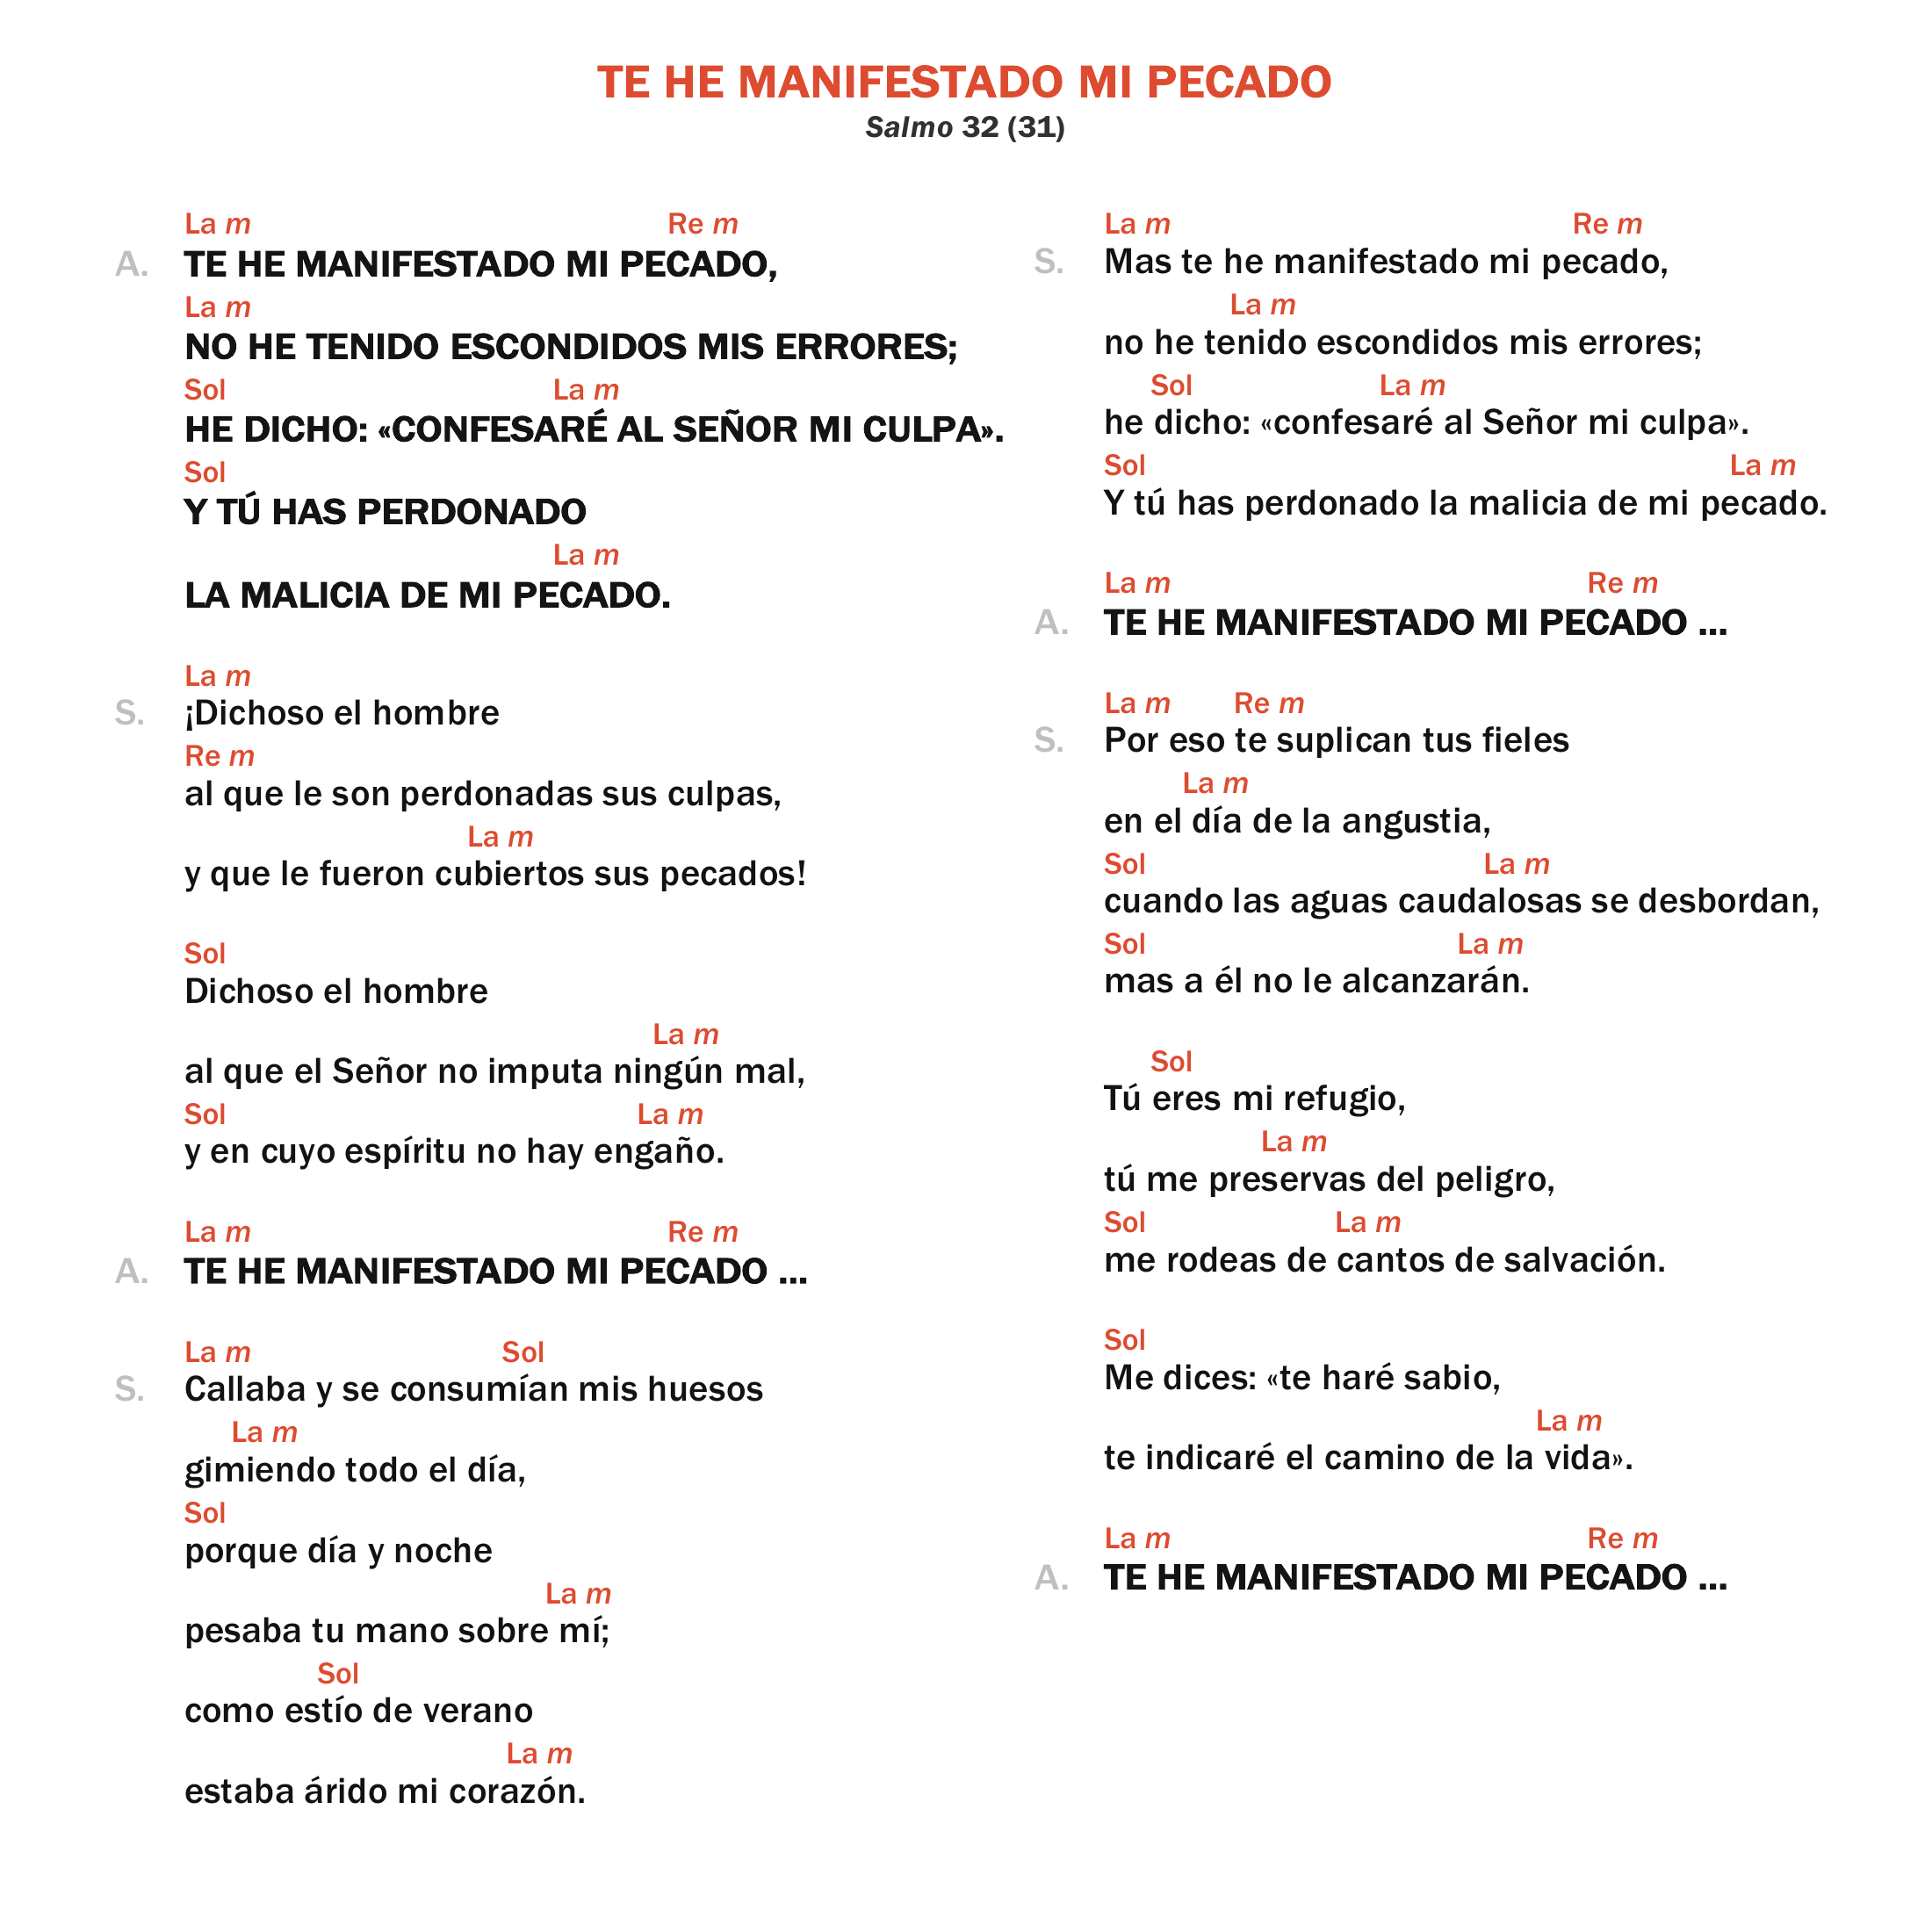 TE HE MANIFESTADO MI PECADO
Salmo 32 (31)
La m Re m
A. TE HE MANIFESTADO MI PECADO,
La m
NO HE TENIDO ESCONDIDOS MIS ERRORES;
Sol La m
HE DICHO: «CONFESARÉ AL SEÑOR MI CULPA».
Sol
Y TÚ HAS PERDONADO
La m
LA MALICIA DE MI PECADO.
La m
S. ¡Dichoso el hombre
Re m
al que le son perdonadas sus culpas,
La m
y que le fueron cubiertos sus pecados!
Sol
Dichoso el hombre
La m
al que el Señor no imputa ningún mal,
Sol La m
y en cuyo espíritu no hay engaño.
La m Re m
A. TE HE MANIFESTADO MI PECADO ...
La m Sol
S. Callaba y se consumían mis huesos
La m
gimiendo todo el día,
Sol
porque día y noche
La m
pesaba tu mano sobre mí;
Sol
como estío de verano
La m
estaba árido mi corazón.
La m Re m
S. Mas te he manifestado mi pecado,
La m
no he tenido escondidos mis errores;
Sol La m
he dicho: «confesaré al Señor mi culpa».
Sol La m
Y tú has perdonado la malicia de mi pecado.
La m Re m
A. TE HE MANIFESTADO MI PECADO ...
La m Re m
S. Por eso te suplican tus fieles
La m
en el día de la angustia,
Sol La m
cuando las aguas caudalosas se desbordan,
Sol La m
mas a él no le alcanzarán.
Sol
Tú eres mi refugio,
La m
tú me preservas del peligro,
Sol La m
me rodeas de cantos de salvación.
Sol
Me dices: «te haré sabio,
La m
te indicaré el camino de la vida».
La m Re m
A. TE HE MANIFESTADO MI PECADO ...